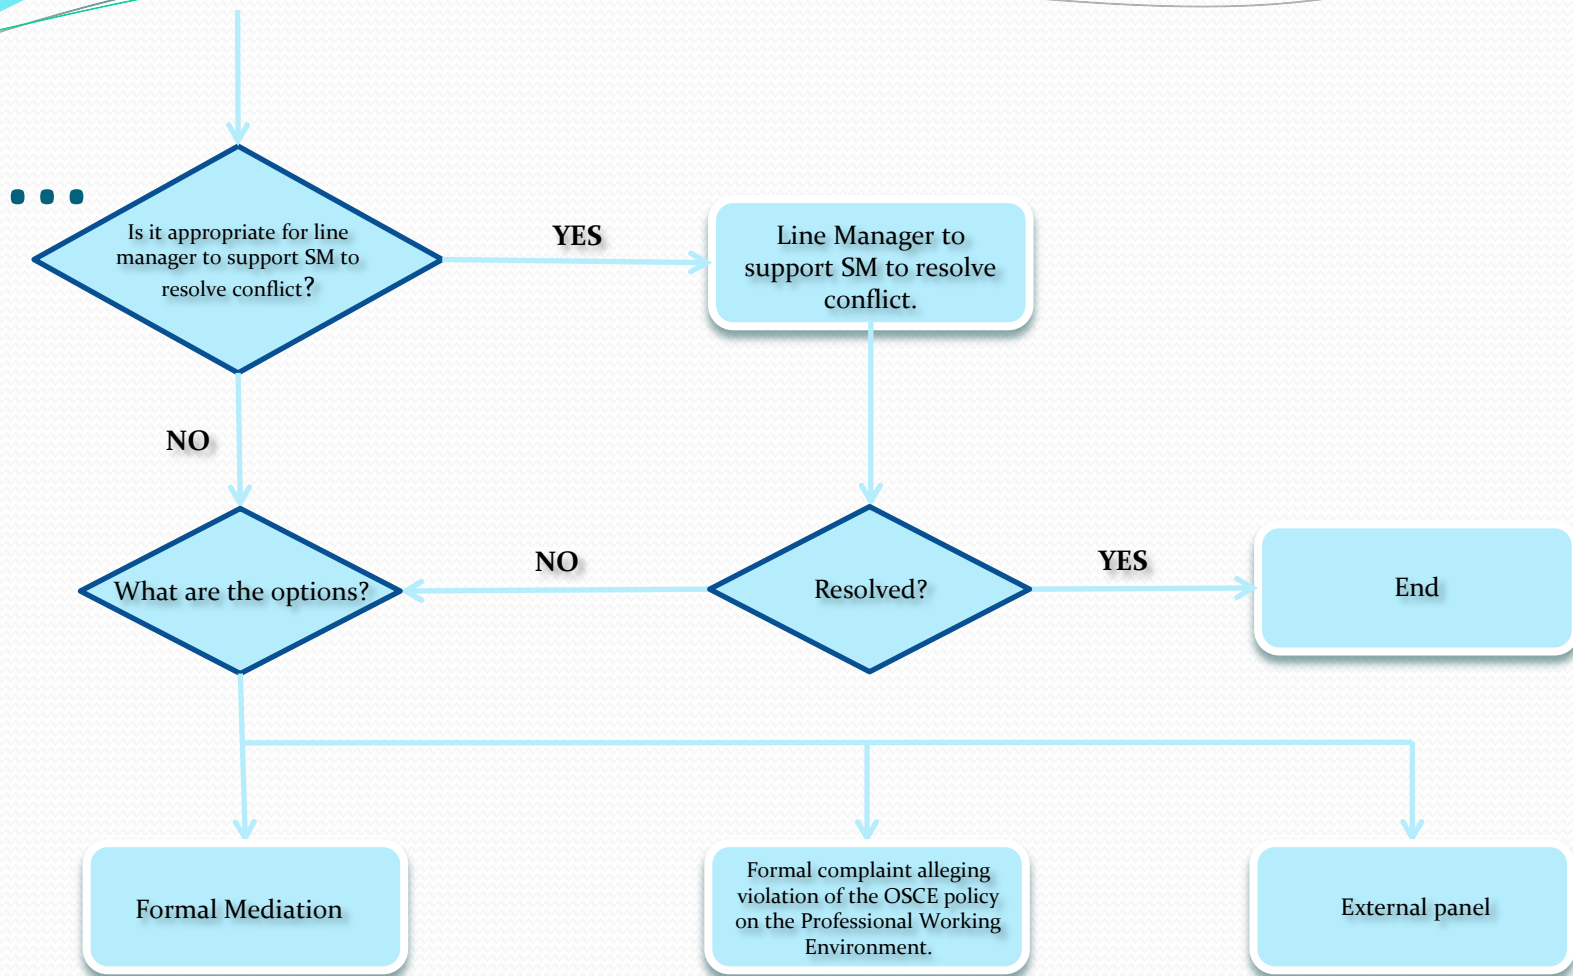 ...
Is it appropriate for line
manager to support SM to
resolve conflict?
YES
Line Manager to
support SM to resolve
conflict.
NO
What are the options?
NO
Resolved?
YES
End
Formal Mediation
Formal complaint alleging
violation of the OSCE policy
on the Professional Working
Environment.
External panel